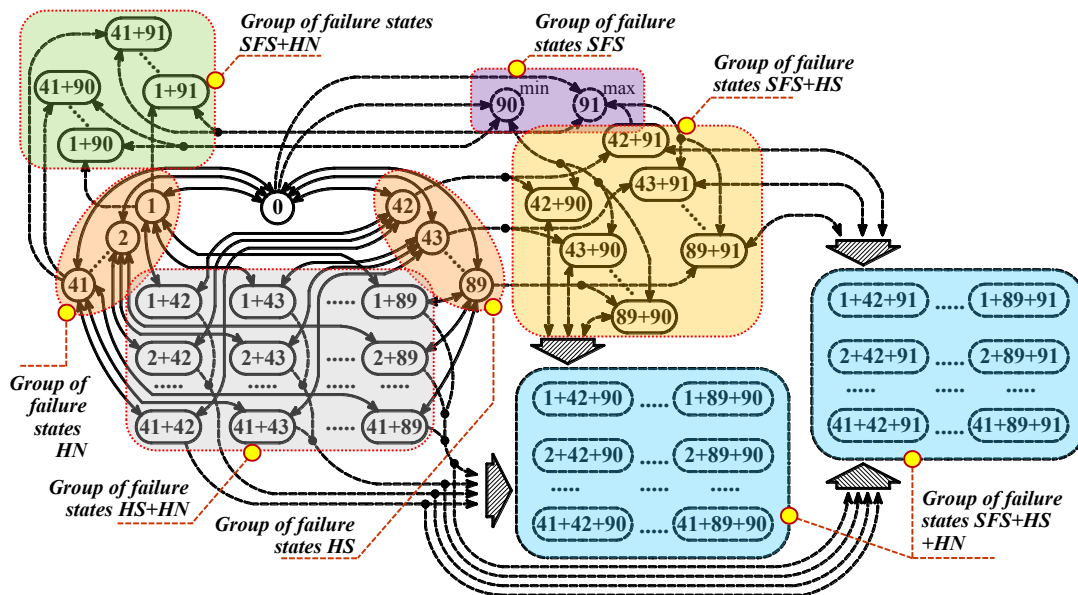 Group of failure states
SFS+HN
Group of failure
states SFS
Group of failure
states SFS+HS
41+91
41+90
1+91
1+90
90 min
91 max
42+91
43+91
42+90
43+90
89+91
89+90
0
1
2
41
42
43
89
1+42 1+43 ..... 1+89
2+42 2+43 ..... 2+89
..... ..... .....
41+42 41+43 ..... 41+89
Group of
failure
states
HN
Group of failure
states HS+HN
Group of failure
states HS
1+42+90 ..... 1+89+90
2+42+90 ..... 2+89+90
..... ..... .....
41+42+90 ..... 41+89+90
1+42+91 ..... 1+89+91
2+42+91 ..... 2+89+91
..... ..... .....
41+42+91 ..... 41+89+91
Group of failure
states SFS+HS
+HN